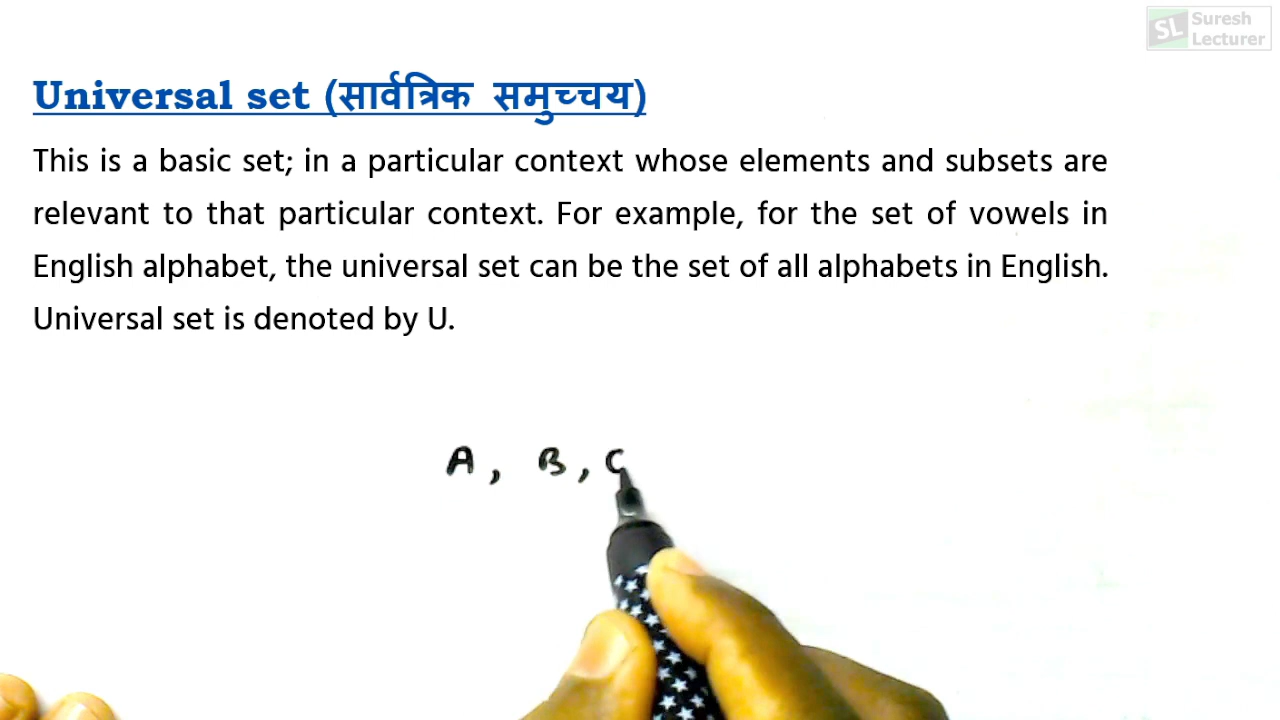 SL Suresh
Lecturer
Universal set (सार्वत्रिक समुच्चय)
This is a basic set; in a particular context whose elements and subsets are
relevant to that particular context. For example, for the set of vowels in
English alphabet, the universal set can be the set of all alphabets in English.
Universal set is denoted by U.
A, B, C